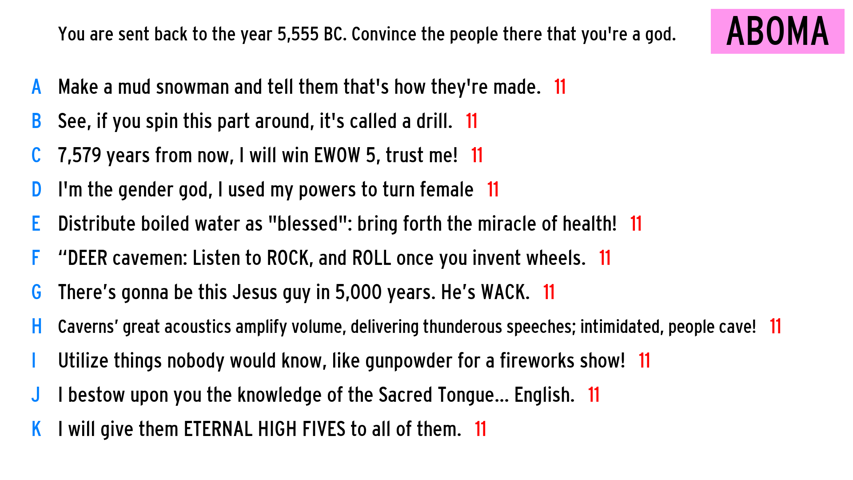 You are sent back to the year 5,555 BC. Convince the people there that you're a god.
ABOMA
A Make a mud snowman and tell them that's how they're made. 11
B See, if you spin this part around, it's called a drill. 11
C 7,579 years from now, I will win EWOW 5, trust me! 11
D I'm the gender god, I used my powers to turn female 11
E Distribute boiled water as "blessed": bring forth the miracle of health! 11
F “DEER cavemen: Listen to ROCK, and ROLL once you invent wheels. 11
G There’s gonna be this Jesus guy in 5,000 years. He’s WACK. 11
H Caverns’ great acoustics amplify volume, delivering thunderous speeches; intimidated, people cave! 11
I Utilize things nobody would know, like gunpowder for a fireworks show! 11
J I bestow upon you the knowledge of the Sacred Tongue... English. 11
K I will give them ETERNAL HIGH FIVES to all of them. 11